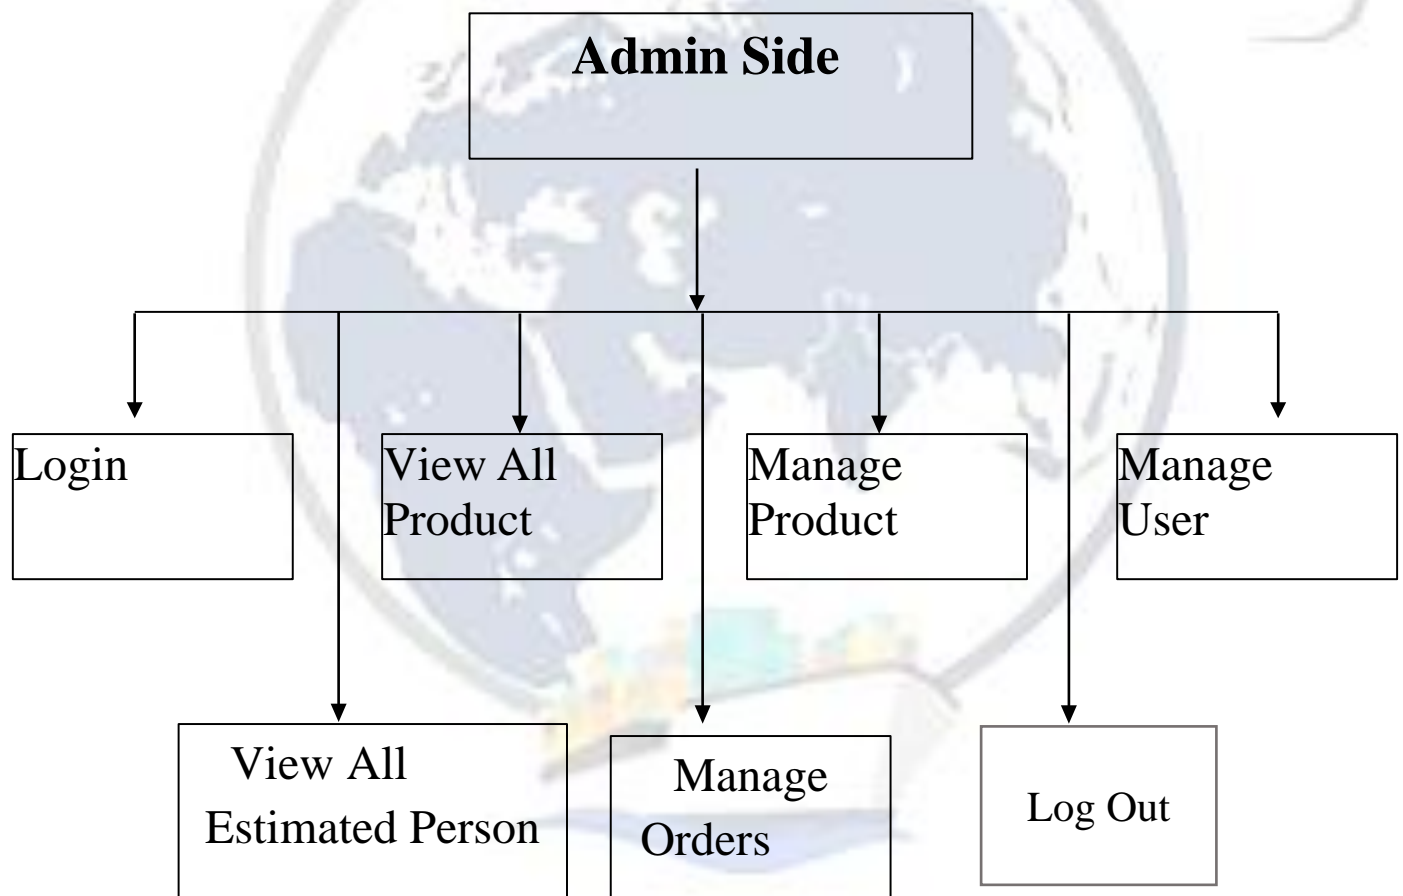 Admin Side
Login
View All
Product
Manage
Product
Manage
User
View All
Estimated Person
Manage
Orders
Log Out